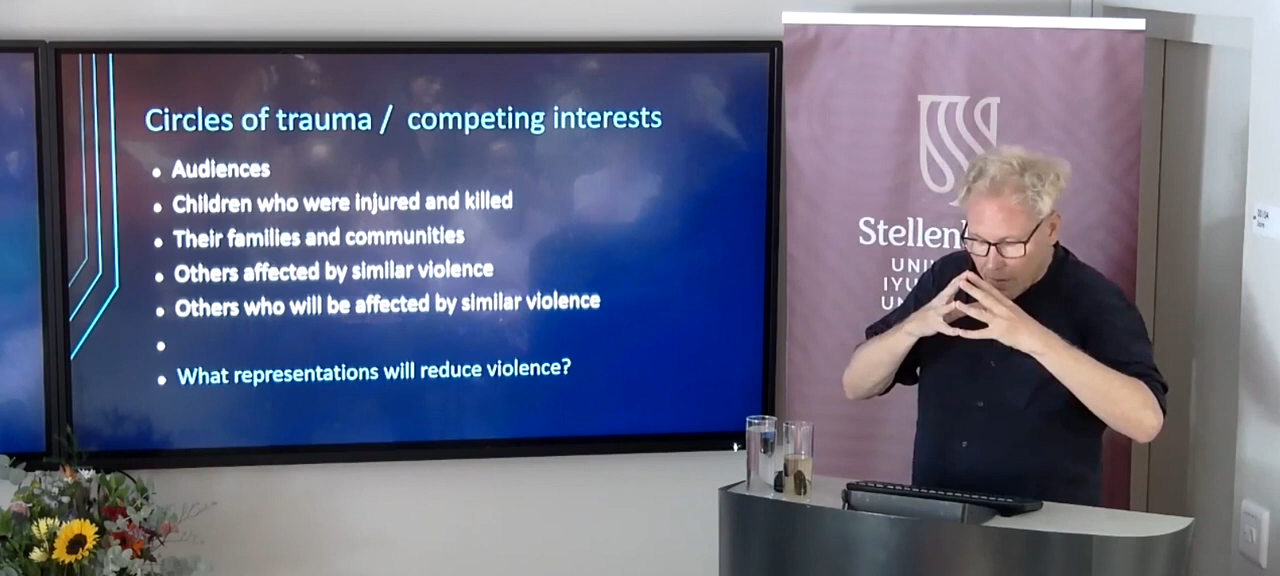 Circles of trauma / competing interests
• Audiences
• Children who were injured and killed
• Their families and communities
• Others affected by similar violence
• Others who will be affected by similar violence
•
• What representations will reduce violence?
Stellen
UNI
IYU
UN